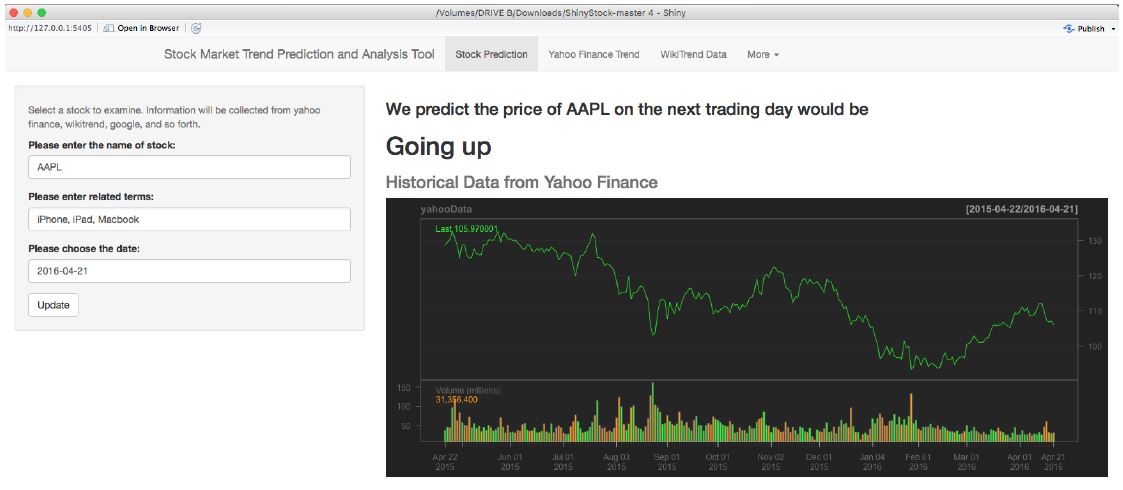 /Volumes/DRIVE B/Downloads/ShinyStock-master 4 - Shiny
http://127.0.0.1:5405 Open in Browser Publish
Stock Market Trend Prediction and Analysis Tool Stock Prediction Yahoo Finance Trend WikiTrend Data More
Select a stock to examine. Information will be collected from yahoo
finance, wikitrend, google, and so forth.
Please enter the name of stock:
AAPL
Please enter related terms:
iPhone, iPad, Macbook
Please choose the date:
2016-04-21
Update
We predict the price of AAPL on the next trading day would be
Going up
Historical Data from Yahoo Finance
yahooData [2015-04-22/2016-04-21]
Last 105.970001
130
120
110
100
Volume (millions):
31,356,400
150
100
50
Apr 22 Jun 01 Jul 01 Aug 03 Sep 01 Oct 01 Nov 02 Dec 01 Jan 04 Feb 01 Mar 01 Apr 01 Apr 21
2015 2015 2015 2015 2015 2015 2015 2015 2016 2016 2016 2016 2016